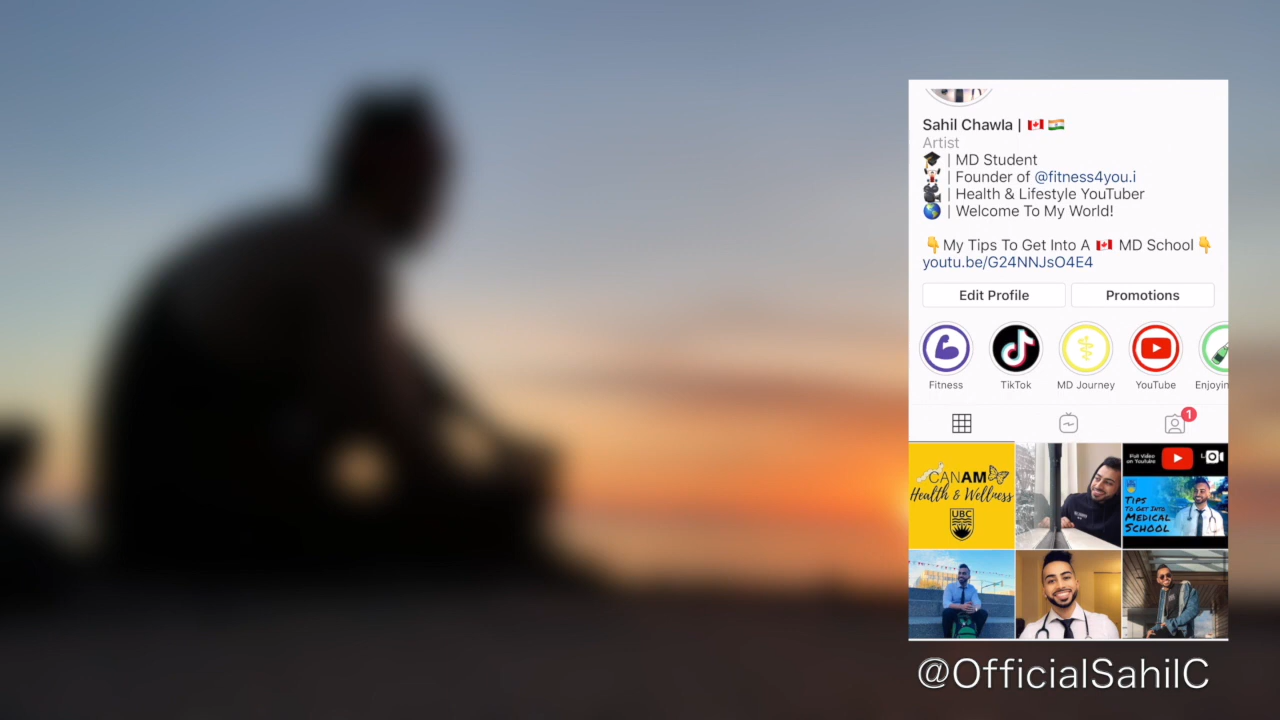 Sahil Chawla | 🇨🇦 🇮🇳
Artist
🎓 | MD Student
🏋️ | Founder of @fitness4you.i
🎥 | Health & Lifestyle YouTuber
🌎 | Welcome To My World!
👇My Tips To Get Into A 🇨🇦 MD School👇
youtu.be/G24NNJsO4E4
Edit Profile
Promotions
Fitness
TikTok
MD Journey
YouTube
Enjoyin
1
CANAM
Health & Wellness
UBC
Full Video
on YouTube
TIPS
TO GET INTO
MEDICAL
SCHOOL
@OfficialSahilC